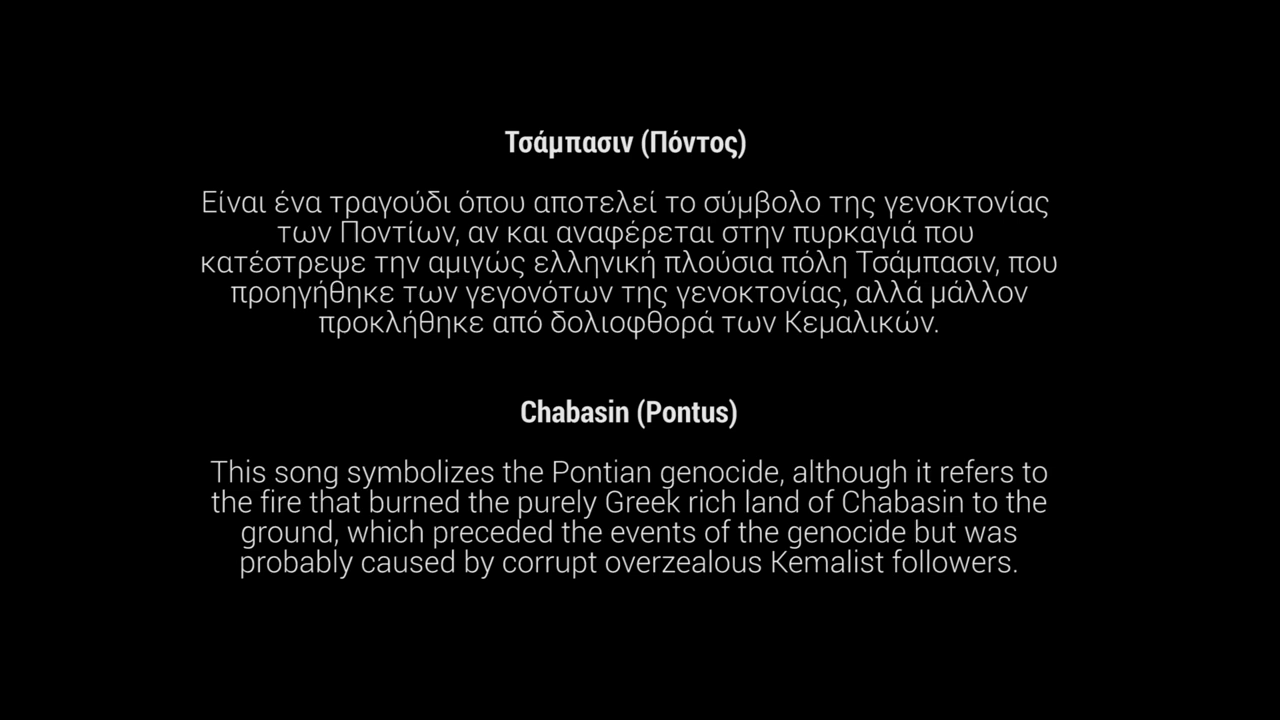 Τσάμπασιν (Πόντος)
Είναι ένα τραγούδι όπου αποτελεί το σύμβολο της γενοκτονίας
των Ποντίων, αν και αναφέρεται στην πυρκαγιά που
κατέστρεψε την αμιγώς ελληνική πλούσια πόλη Τσάμπασιν, που
προηγήθηκε των γεγονότων της γενοκτονίας, αλλά μάλλον
προκλήθηκε από δολιοφθορά των Κεμαλικών.
Chabasin (Pontus)
This song symbolizes the Pontian genocide, although it refers to
the fire that burned the purely Greek rich land of Chabasin to the
ground, which preceded the events of the genocide but was
probably caused by corrupt overzealous Kemalist followers.